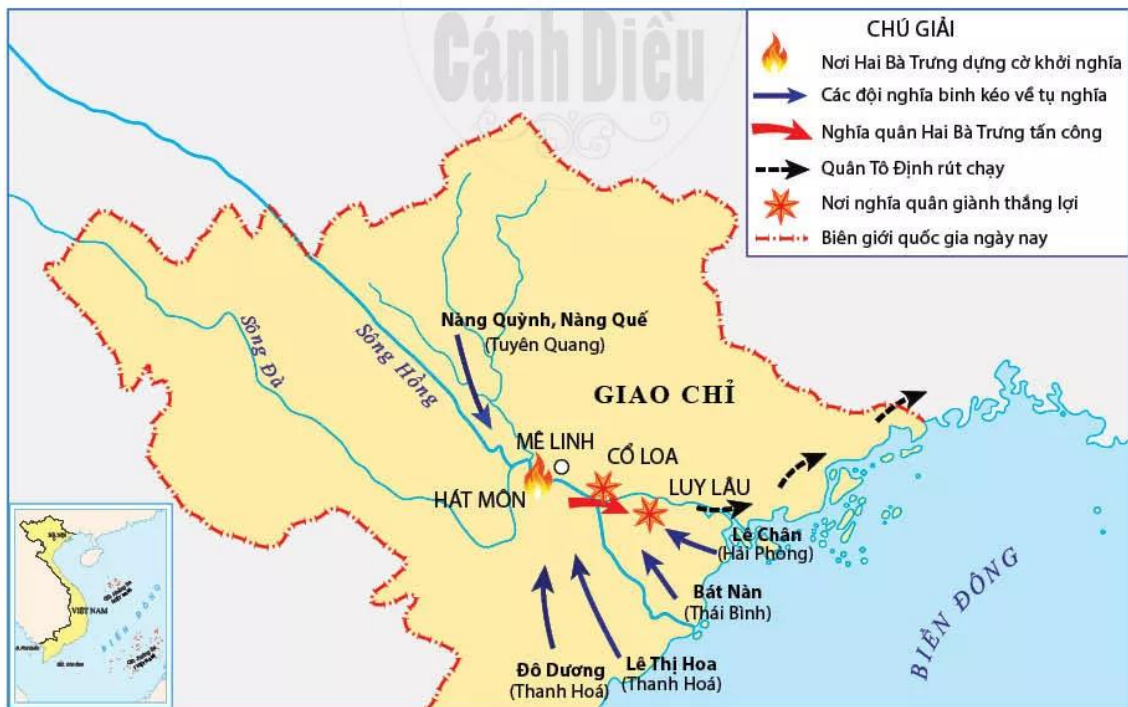 Cánh Diều
CHÚ GIẢI
Nơi Hai Bà Trưng dựng cờ khởi nghĩa
Các đội nghĩa binh kéo về tụ nghĩa
Nghĩa quân Hai Bà Trưng tấn công
Quân Tô Định rút chạy
Nơi nghĩa quân giành thắng lợi
Biên giới quốc gia ngày nay
Nàng Quỳnh, Nàng Quế
(Tuyên Quang)
Sông Đà
Sông Hồng
GIAO CHỈ
MÊ LINH
CỔ LOA
HÁT MÔN
LUY LÂU
Lê Chân
(Hải Phòng)
Bát Nàn
(Thái Bình)
Đô Dương
(Thanh Hoá)
Lê Thị Hoa
(Thanh Hoá)
BIỂN ĐÔNG
HÀ NỘI
VIỆT NAM
BIỂN ĐÔNG